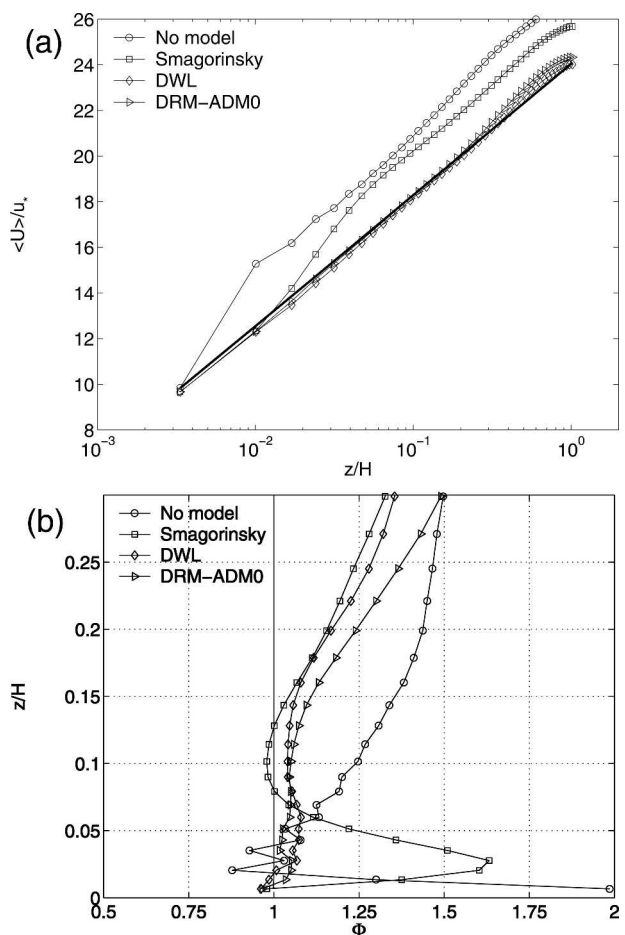 (a)
No model
Smagorinsky
DWL
DRM-ADM0
26
24
22
20
18
16
14
12
10
8
<U>/u*
10⁻³ 10⁻² 10⁻¹ 10⁰
z/H
(b)
No model
Smagorinsky
DWL
DRM-ADM0
0.25
0.2
0.15
0.1
0.05
0
z/H
0.5 0.75 1 1.25 1.5 1.75 2
Φ